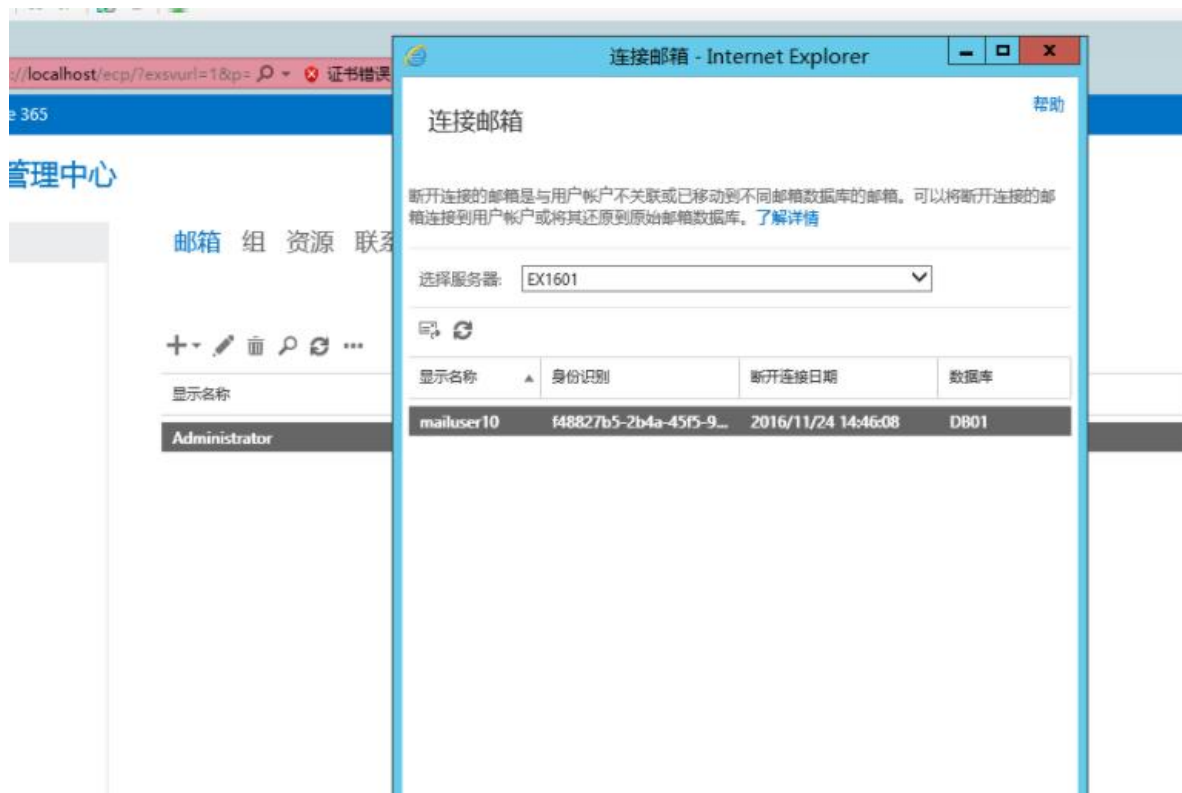 连接邮箱 - Internet Explorer
://localhost/ecp/?exsvurl=1&p=
证书错误
e 365
帮助
连接邮箱
管理中心
断开连接的邮箱是与用户帐户不关联或已移动到不同邮箱数据库的邮箱。可以将断开连接的邮
箱连接到用户帐户或将其还原到原始邮箱数据库。了解详情
邮箱 组 资源 联系
选择服务器: EX1601
显示名称 身份识别 断开连接日期 数据库
显示名称
mailuser10 f48827b5-2b4a-45f5-9... 2016/11/24 14:46:08 DB01
Administrator